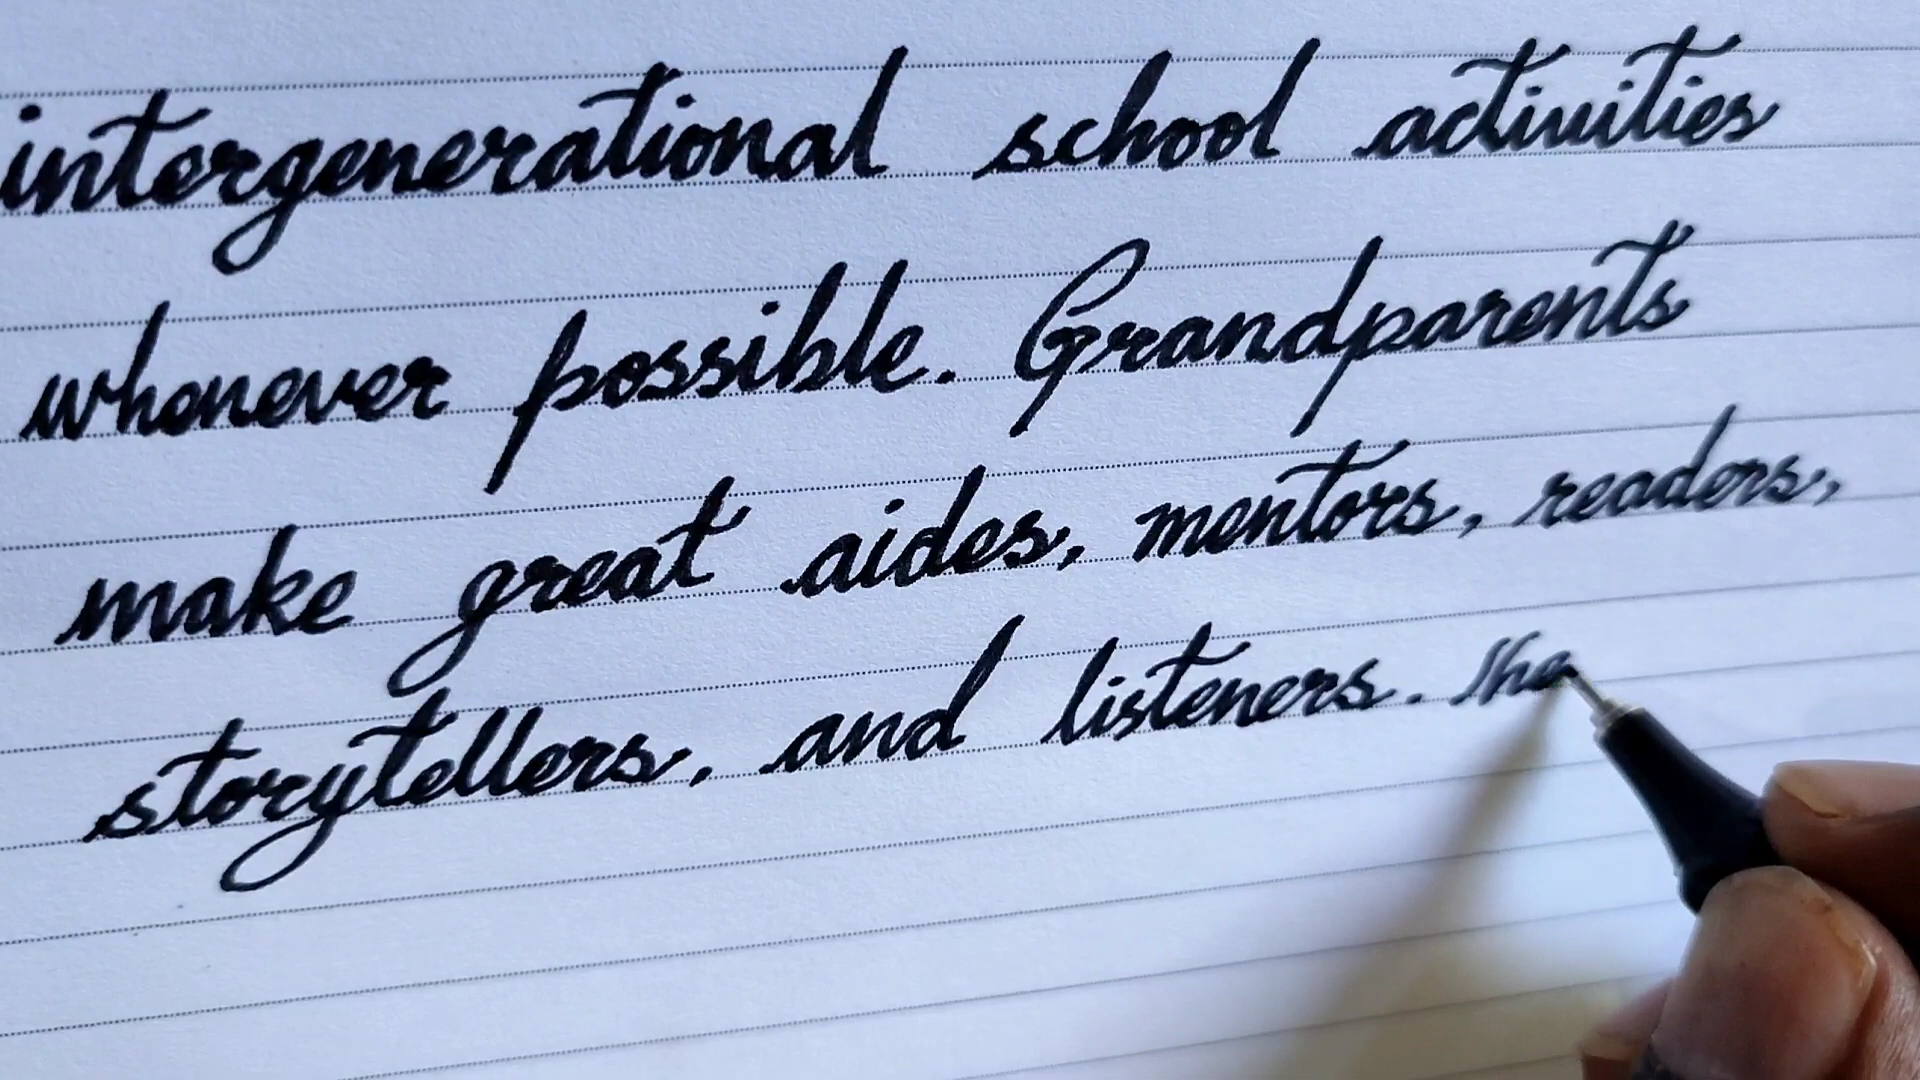 intergenerational school activities
whenever possible. Grandparents
make great aides, mentors, readers,
storytellers, and listeners.